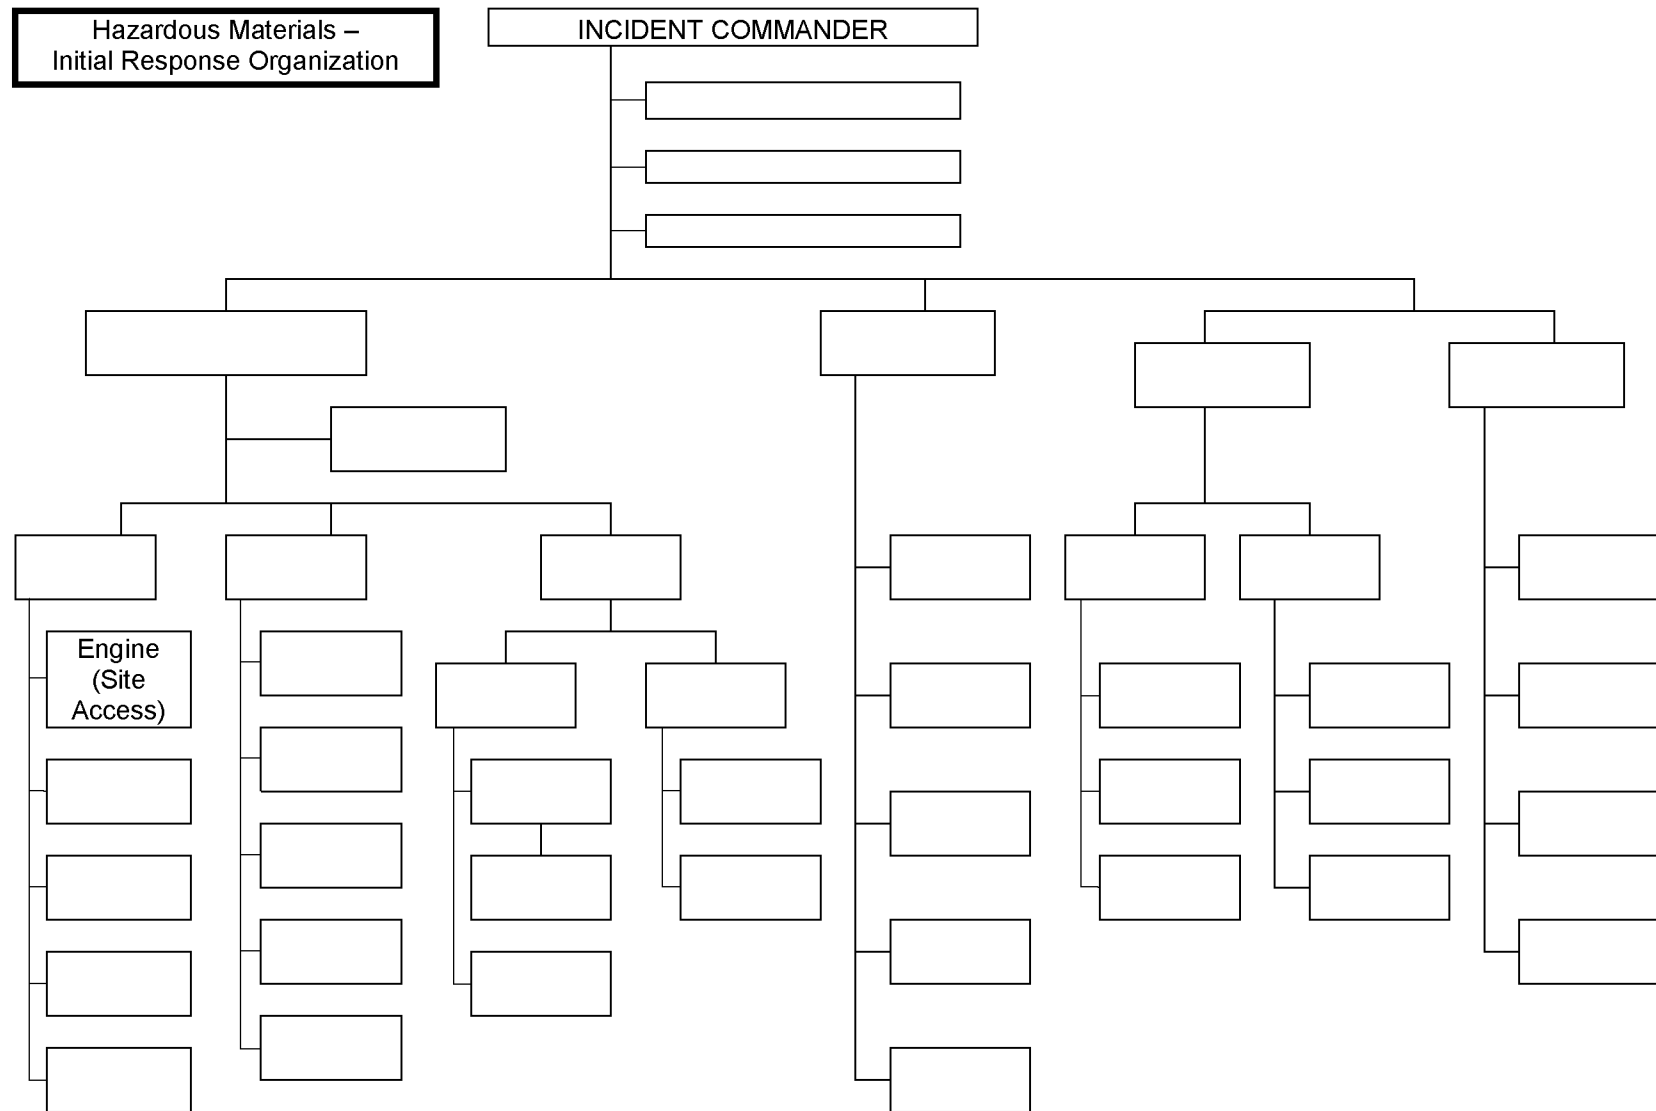 Hazardous Materials –
Initial Response Organization
INCIDENT COMMANDER
Engine
(Site
Access)